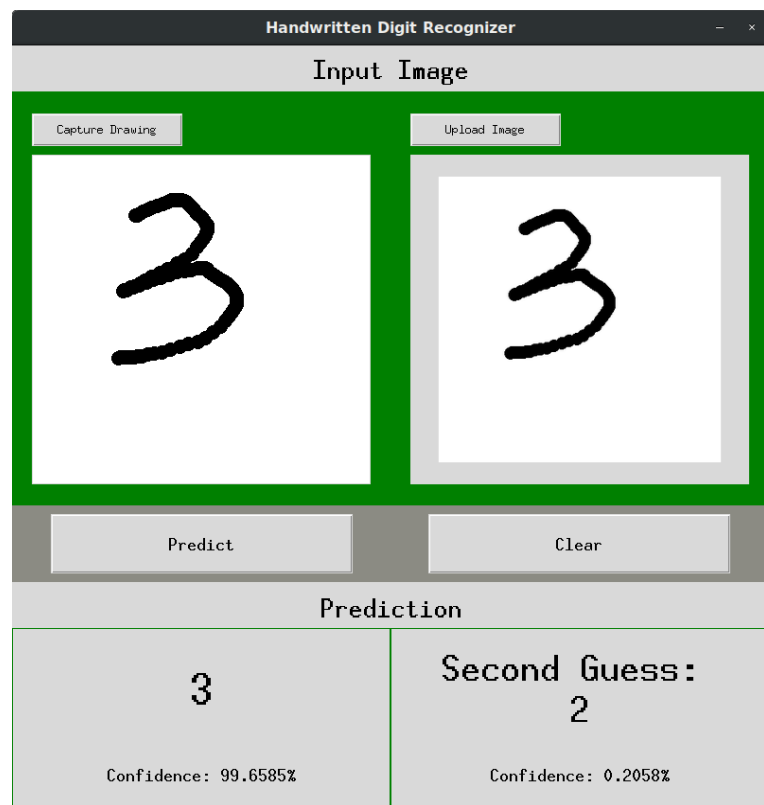 Handwritten Digit Recognizer
Input Image
Capture Drawing
Upload Image
3
3
Predict
Clear
Prediction
3
Confidence: 99.6585%
Second Guess:
2
Confidence: 0.2058%